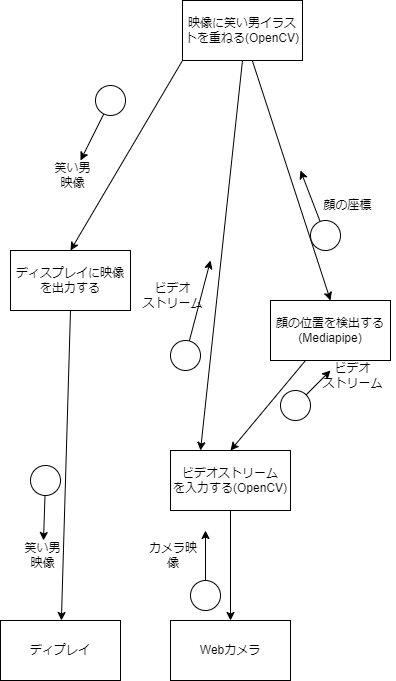 映像に笑い男イラス
トを重ねる(OpenCV)
笑い男
映像
顔の座標
ディスプレイに映像
を出力する
ビデオ
ストリーム
顔の位置を検出する
(Mediapipe)
ビデオ
ストリーム
ビデオストリーム
を入力する(OpenCV)
笑い男
映像
カメラ映
像
ディプレイ
Webカメラ